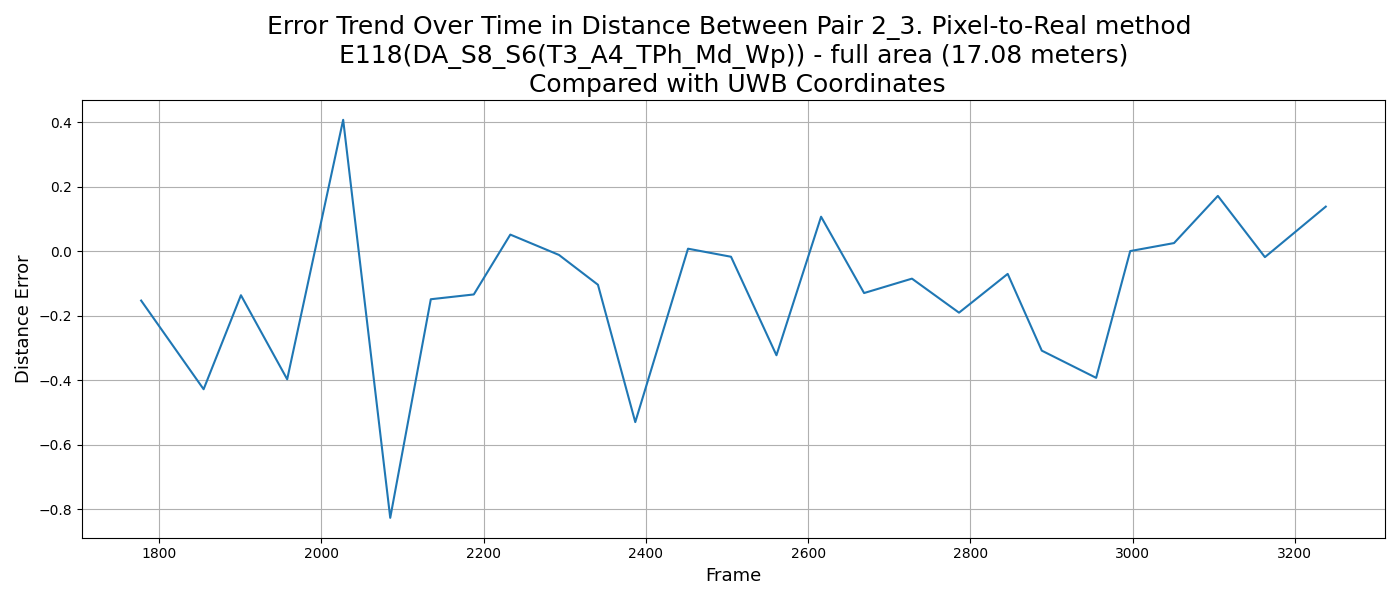 Error Trend Over Time in Distance Between Pair 2_3. Pixel-to-Real method
E118(DA_S8_S6(T3_A4_TPh_Md_Wp)) - full area (17.08 meters)
Compared with UWB Coordinates
0.4
0.2
0.0
−0.2
−0.4
−0.6
−0.8
Distance Error
1800 2000 2200 2400 2600 2800 3000 3200
Frame